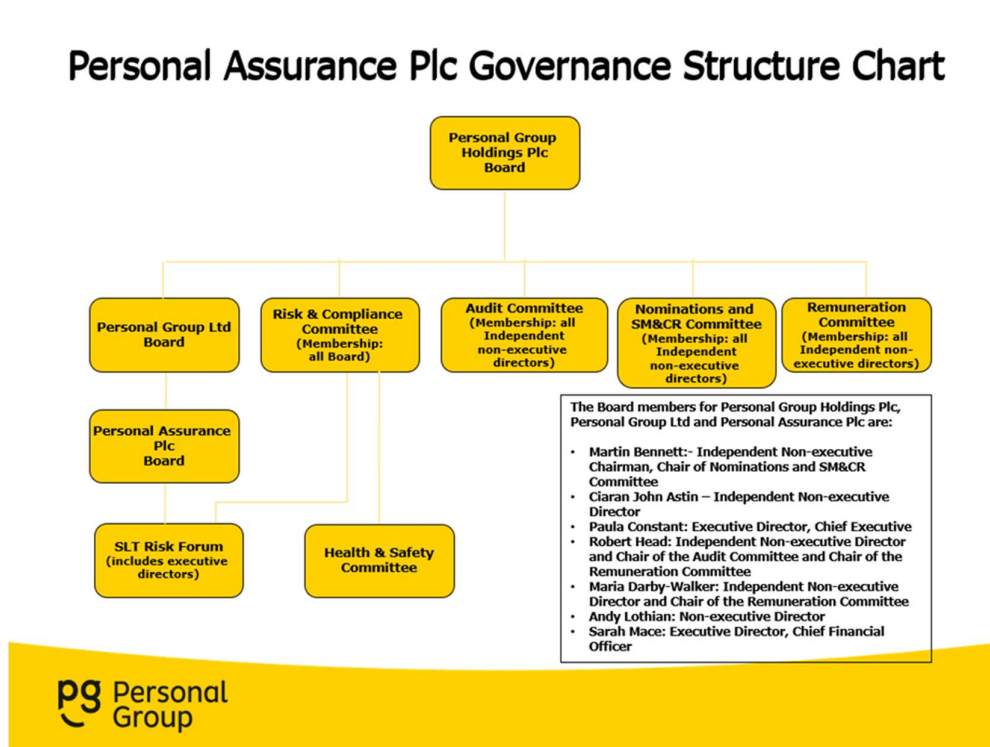 Personal Assurance Plc Governance Structure Chart
Personal Group
Holdings Plc
Board
Personal Group Ltd
Board
Risk & Compliance
Committee
(Membership:
all Board)
Audit Committee
(Membership: all
Independent
non-executive
directors)
Nominations and
SM&CR Committee
(Membership: all
Independent
non-executive
directors)
Remuneration
Committee
(Membership: all
Independent non-
executive directors)
Personal Assurance
Plc
Board
SLT Risk Forum
(includes executive
directors)
Health & Safety
Committee
The Board members for Personal Group Holdings Plc,
Personal Group Ltd and Personal Assurance Plc are:
• Martin Bennett:- Independent Non-executive
Chairman, Chair of Nominations and SM&CR
Committee
• Ciaran John Astin – Independent Non-executive
Director
• Paula Constant: Executive Director, Chief Executive
• Robert Head: Independent Non-executive Director
and Chair of the Audit Committee and Chair of the
Remuneration Committee
• Maria Darby-Walker: Independent Non-executive
Director and Chair of the Remuneration Committee
• Andy Lothian: Non-executive Director
• Sarah Mace: Executive Director, Chief Financial
Officer
pg Personal
Group